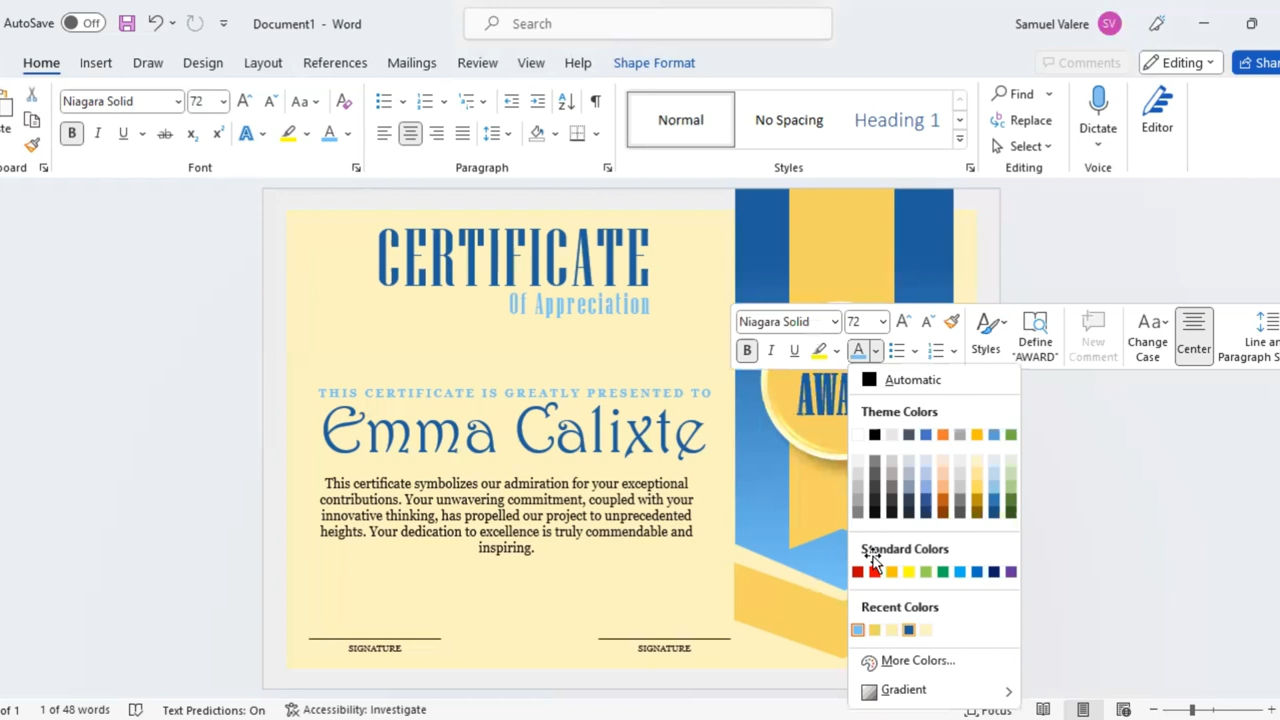 AutoSave Off Document1 - Word Search Samuel Valere SV
Home Insert Draw Design Layout References Mailings Review View Help Shape Format Comments Editing
Niagara Solid 72 Aa Normal No Spacing Heading 1 Find Replace Select Dictate Editor
Font Paragraph Styles Editing Voice
CERTIFICATE
Of Appreciation
THIS CERTIFICATE IS GREATLY PRESENTED TO
Emma Calixte
This certificate symbolizes our admiration for your exceptional
contributions. Your unwavering commitment, coupled with your
innovative thinking, has propelled our project to unprecedented
heights. Your dedication to excellence is truly commendable and
inspiring.
SIGNATURE SIGNATURE
Niagara Solid 72
B I U Styles Define "AWARD" New Comment Change Case Center Line an
Paragraph S
Automatic
Theme Colors
Standard Colors
Recent Colors
More Colors...
Gradient
of 1 1 of 48 words Text Predictions: On Accessibility: Investigate Focus